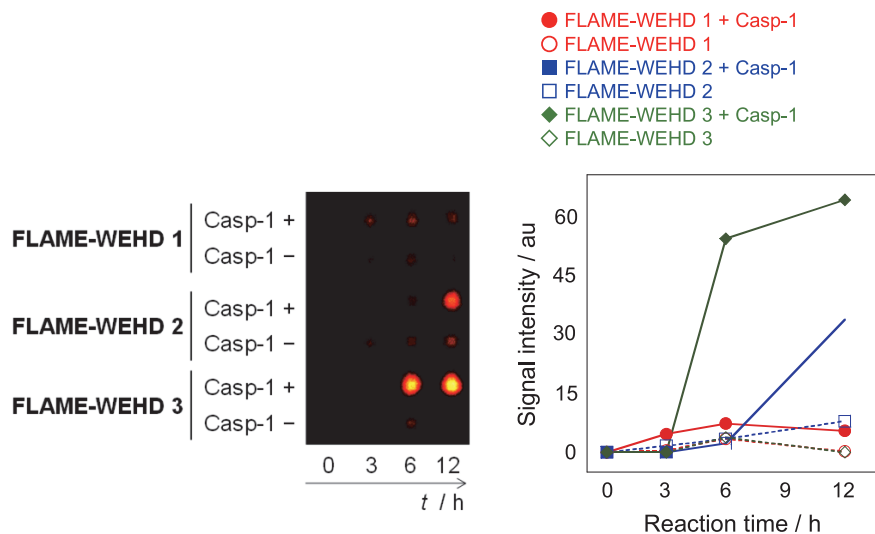 FLAME-WEHD 1 + Casp-1
FLAME-WEHD 1
FLAME-WEHD 2 + Casp-1
FLAME-WEHD 2
FLAME-WEHD 3 + Casp-1
FLAME-WEHD 3
FLAME-WEHD 1
Casp-1 +
Casp-1 −
FLAME-WEHD 2
Casp-1 +
Casp-1 −
FLAME-WEHD 3
Casp-1 +
Casp-1 −
0 3 6 12
t / h
Signal intensity / au
60
45
30
15
0
0 3 6 9 12
Reaction time / h